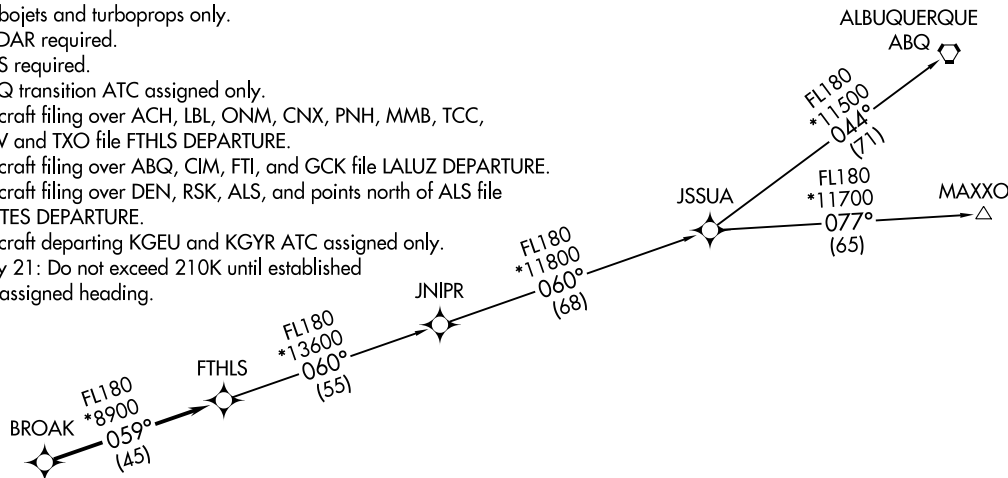 bojets and turboprops only.
DAR required.
S required.
Q transition ATC assigned only.
craft filing over ACH, LBL, ONM, CNX, PNH, MMB, TCC,
V and TXO file FTHLS DEPARTURE.
craft filing over ABQ, CIM, FTI, and GCK file LALUZ DEPARTURE.
craft filing over DEN, RSK, ALS, and points north of ALS file
TES DEPARTURE.
craft departing KGEU and KGYR ATC assigned only.
y 21: Do not exceed 210K until established
assigned heading.
ALBUQUERQUE
ABQ
FL180
*11500
044°
(71)
FL180
*11700
077°
(65)
MAXXO
JSSUA
FL180
*11800
060°
(68)
JNIPR
FL180
*13600
060°
(55)
FTHLS
FL180
*8900
059°
(45)
BROAK